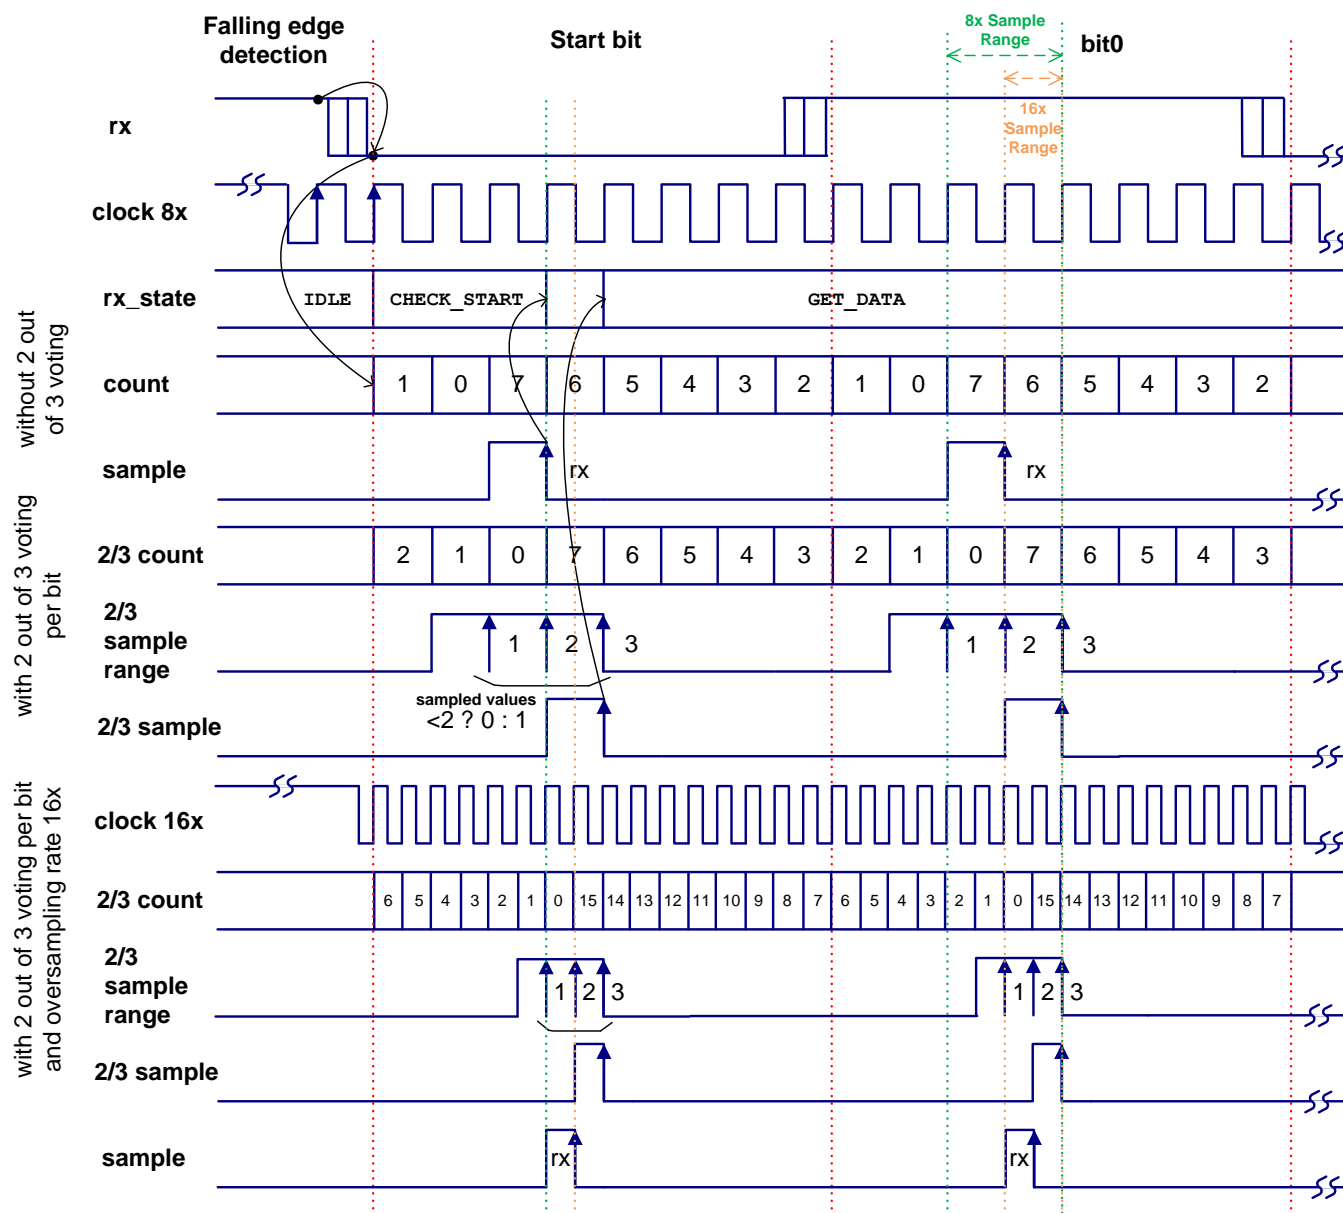 Falling edge
detection
Start bit
8x Sample
Range
bit0
16x
Sample
Range
rx
clock 8x
rx_state
IDLE
CHECK_START
GET_DATA
without 2 out
of 3 voting
count
1 0 7 6 5 4 3 2 1 0 7 6 5 4 3 2
sample
rx
rx
with 2 out of 3 voting
per bit
2/3 count
2 1 0 7 6 5 4 3 2 1 0 7 6 5 4 3
2/3
sample
range
1 2 3
1 2 3
sampled values
<2 ? 0 : 1
2/3 sample
with 2 out of 3 voting per bit
and oversampling rate 16x
clock 16x
2/3 count
6 5 4 3 2 1 0 15 14 13 12 11 10 9 8 7 6 5 4 3 2 1 0 15 14 13 12 11 10 9 8 7
2/3
sample
range
1 2 3
1 2 3
2/3 sample
sample
rx
rx